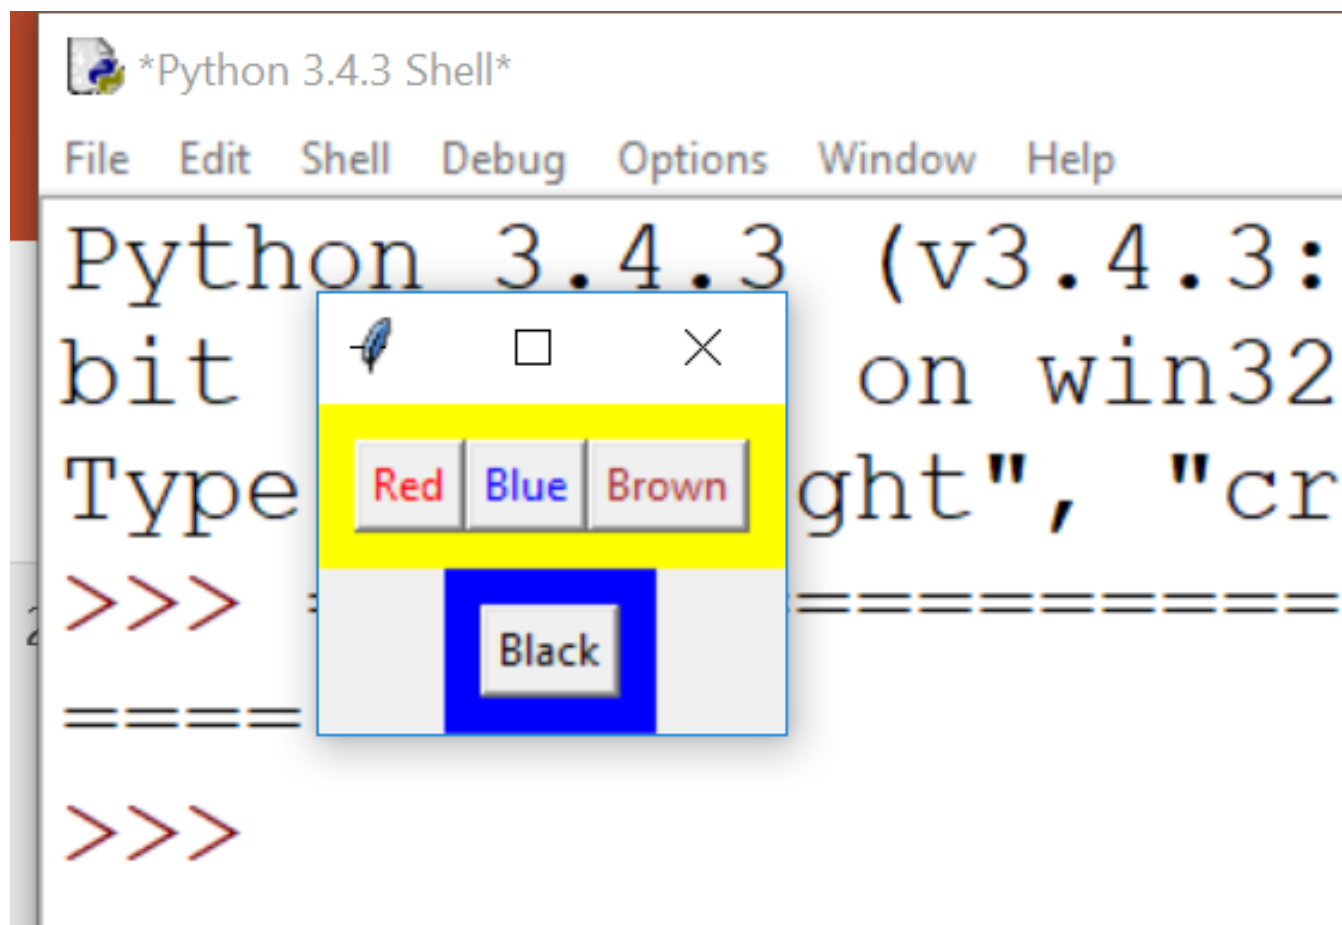 *Python 3.4.3 Shell*
File Edit Shell Debug Options Window Help
Python 3.4.3 (v3.4.3:
bit on win32
Type ght", "cr
>>> =========
====
>>>
Red Blue Brown
Black